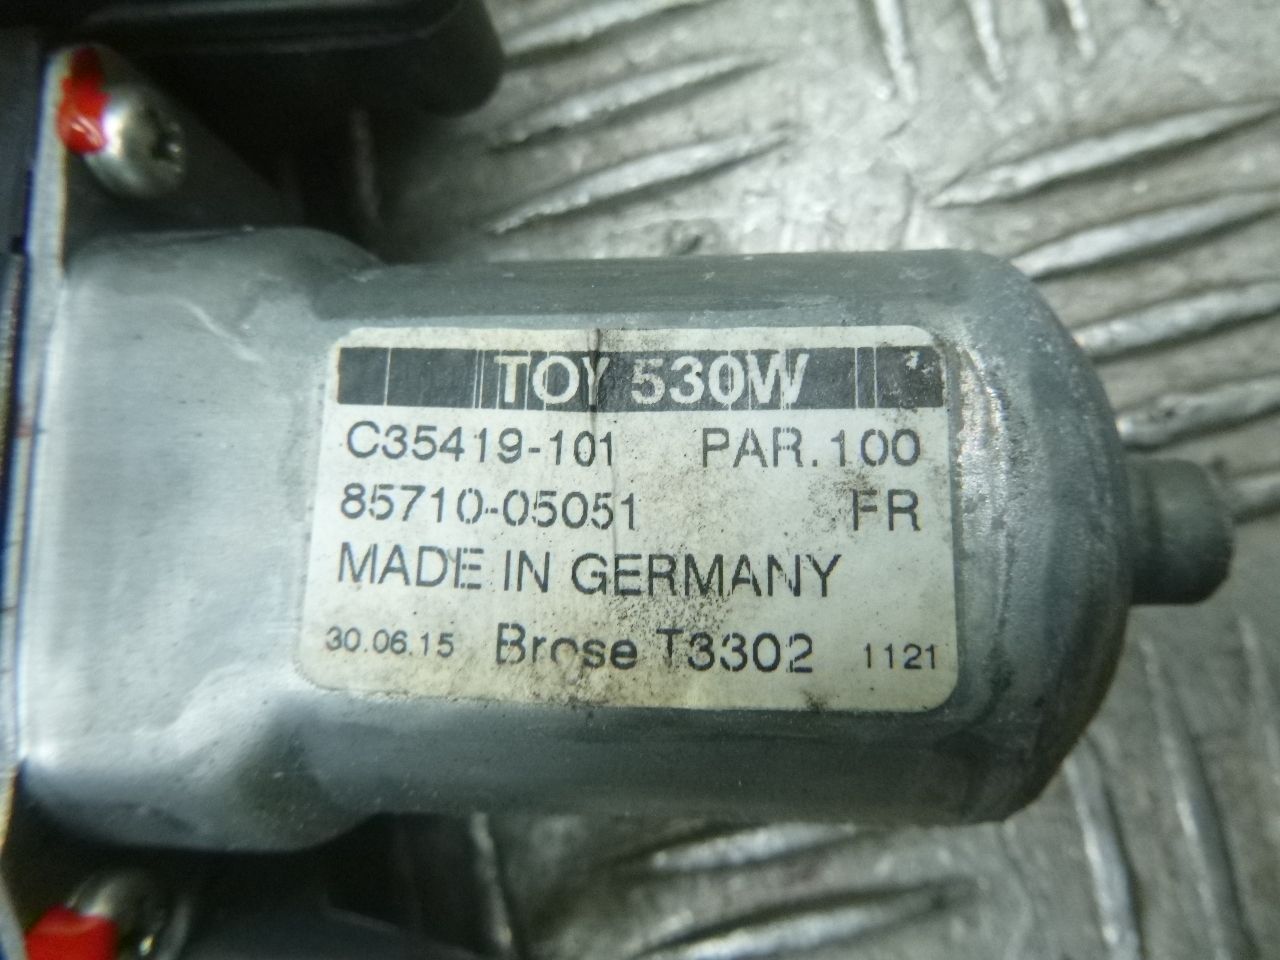 TOY 530W
C35419-101 PAR.100
85710-05051 FR
MADE IN GERMANY
30.06.15 Brose T3302 1121